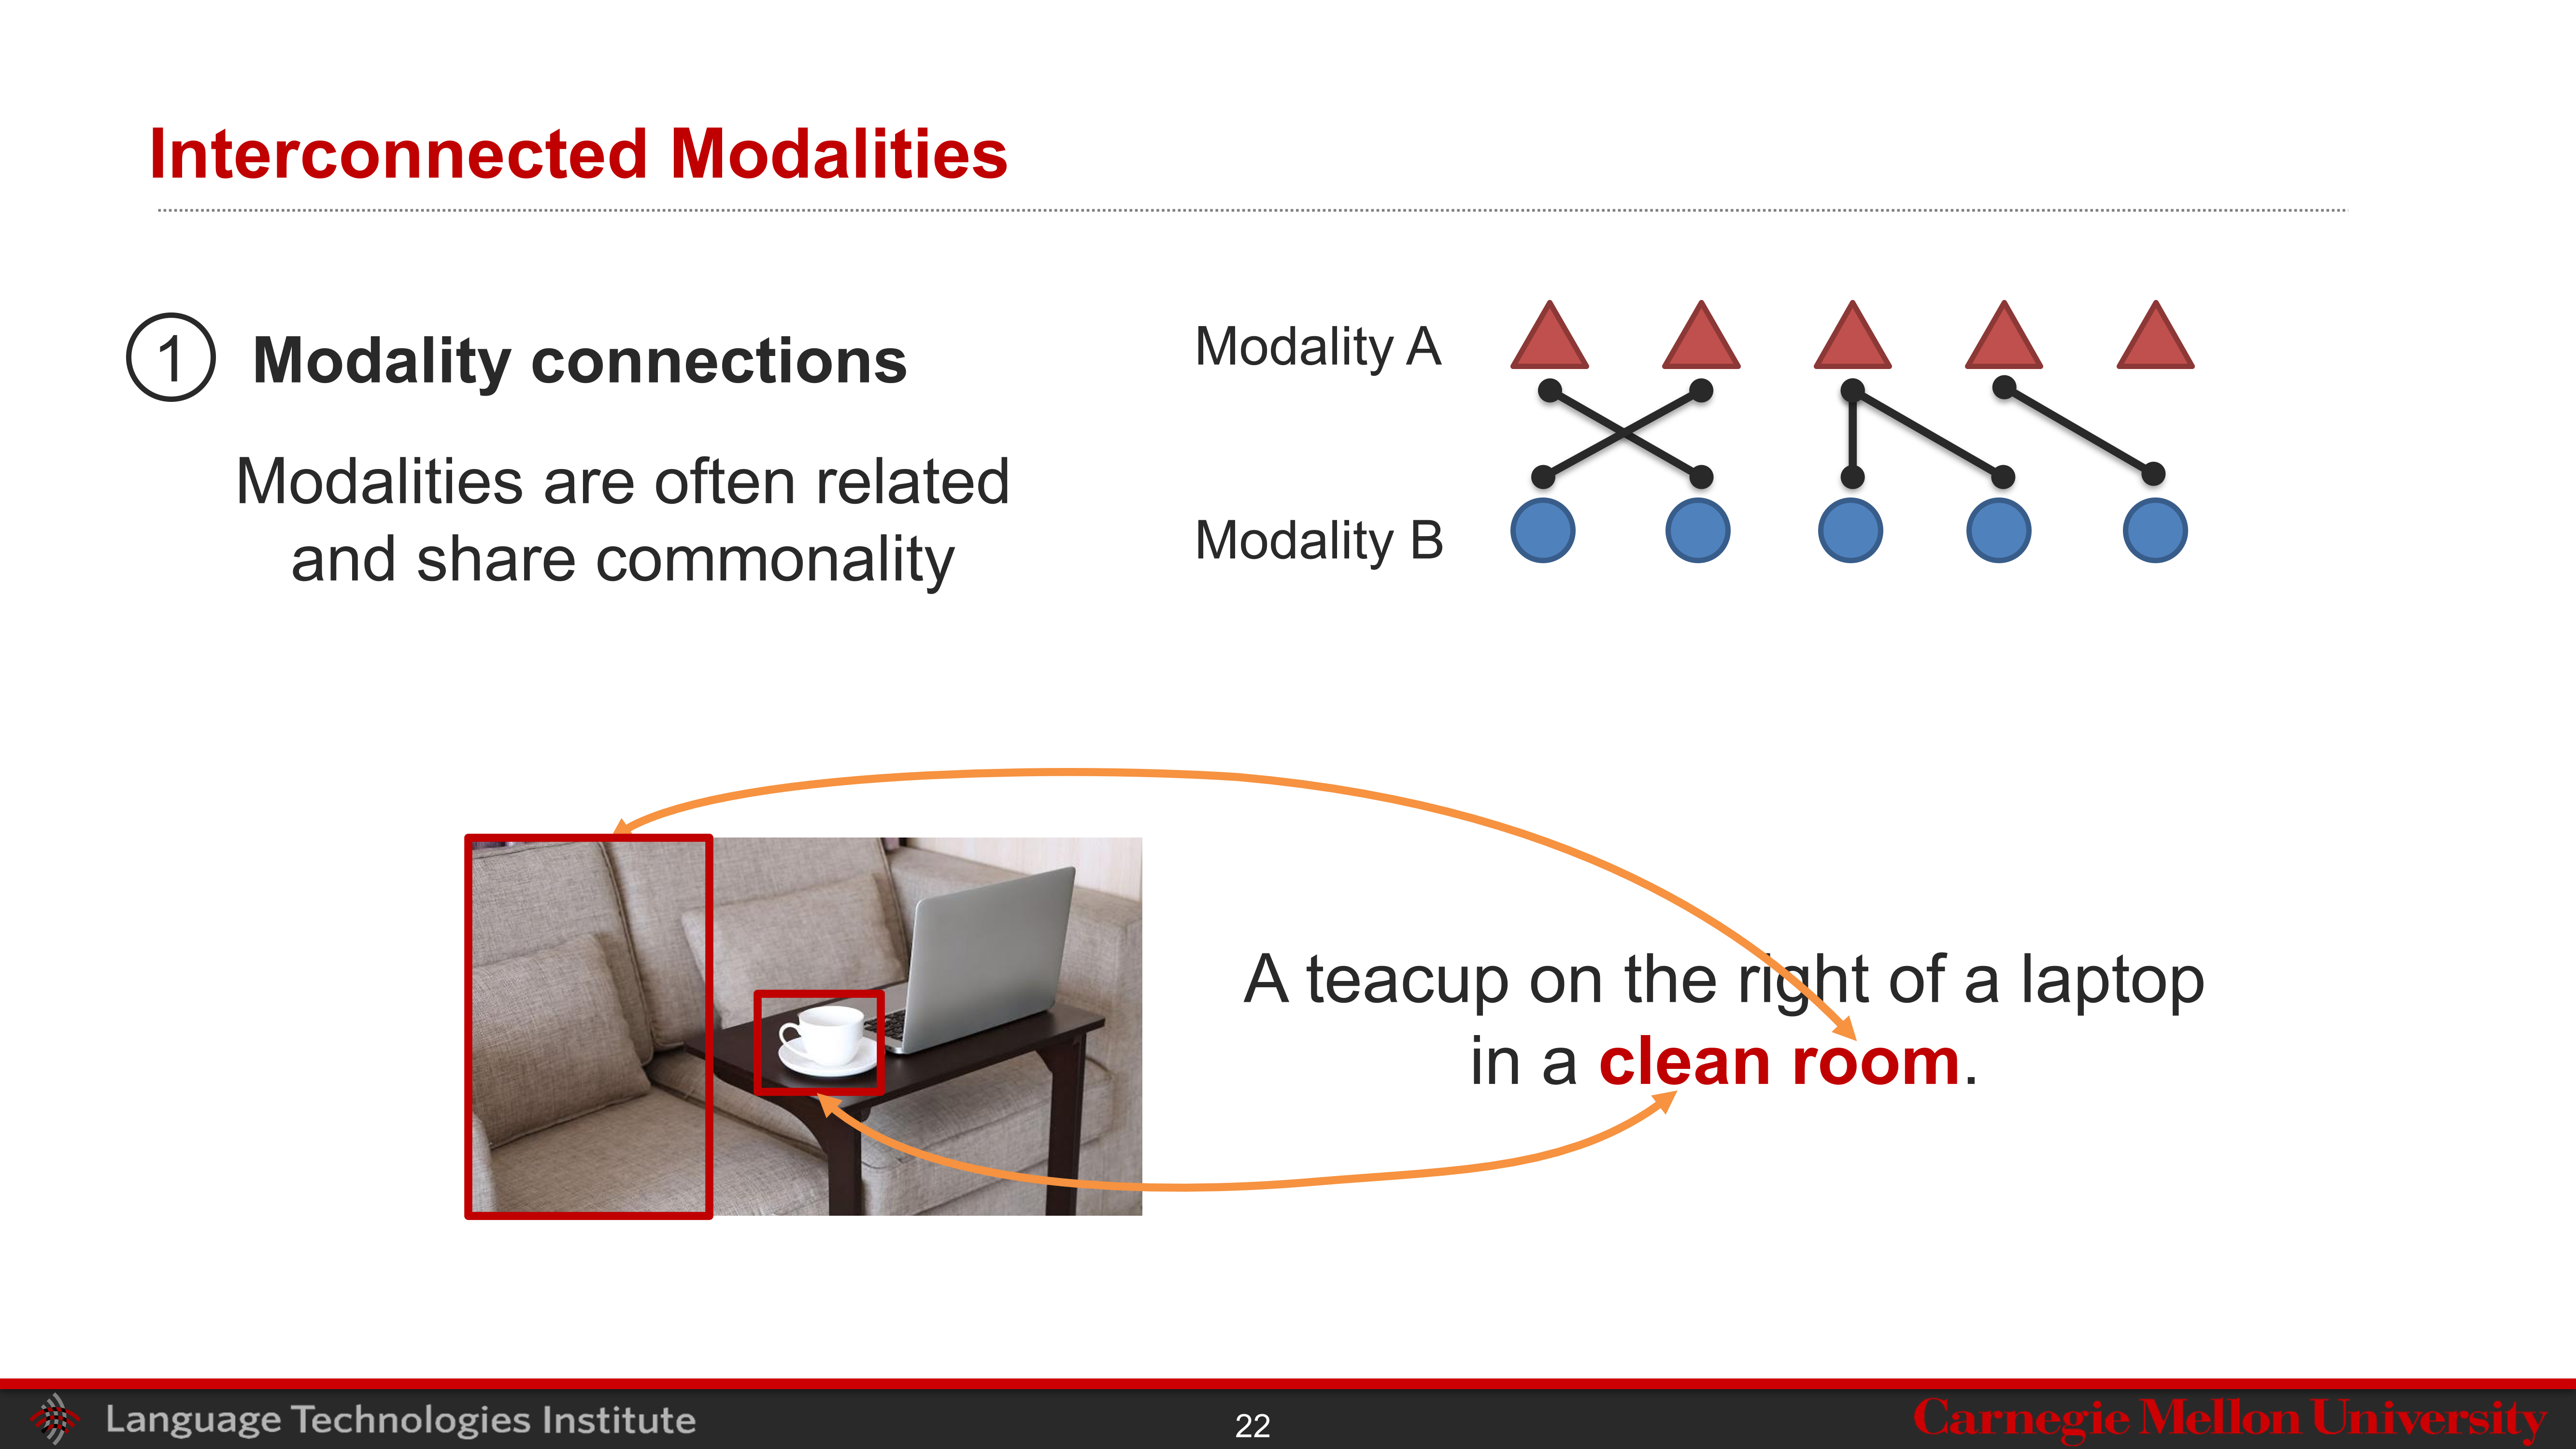 Interconnected Modalities
1 Modality connections
Modalities are often related
and share commonality
Modality A
Modality B
A teacup on the right of a laptop
in a clean room.
Language Technologies Institute
22
Carnegie Mellon University